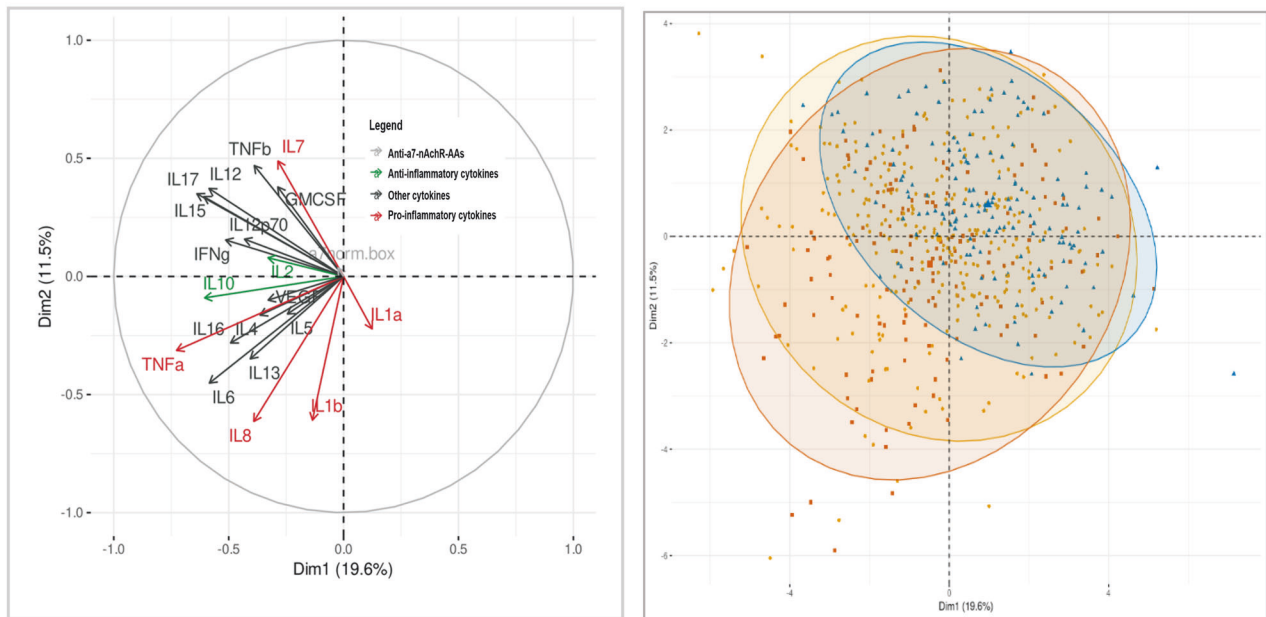 1.0
0.5
0.0
-0.5
-1.0
Dim2 (11.5%)
Legend
Anti-a7-nAchR-AAs
Anti-inflammatory cytokines
Other cytokines
Pro-inflammatory cytokines
TNFb
IL7
IL17
IL12
GMCSF
IL15
IL12p70
IFNg
a7norm.box
IL2
IL10
VEGF
IL1a
IL16
IL4
IL5
TNFa
IL13
IL6
IL1b
IL8
-1.0
-0.5
0.0
0.5
1.0
Dim1 (19.6%)
4
2
0
-2
-4
-6
Dim2 (11.5%)
-4
0
4
Dim1 (19.6%)